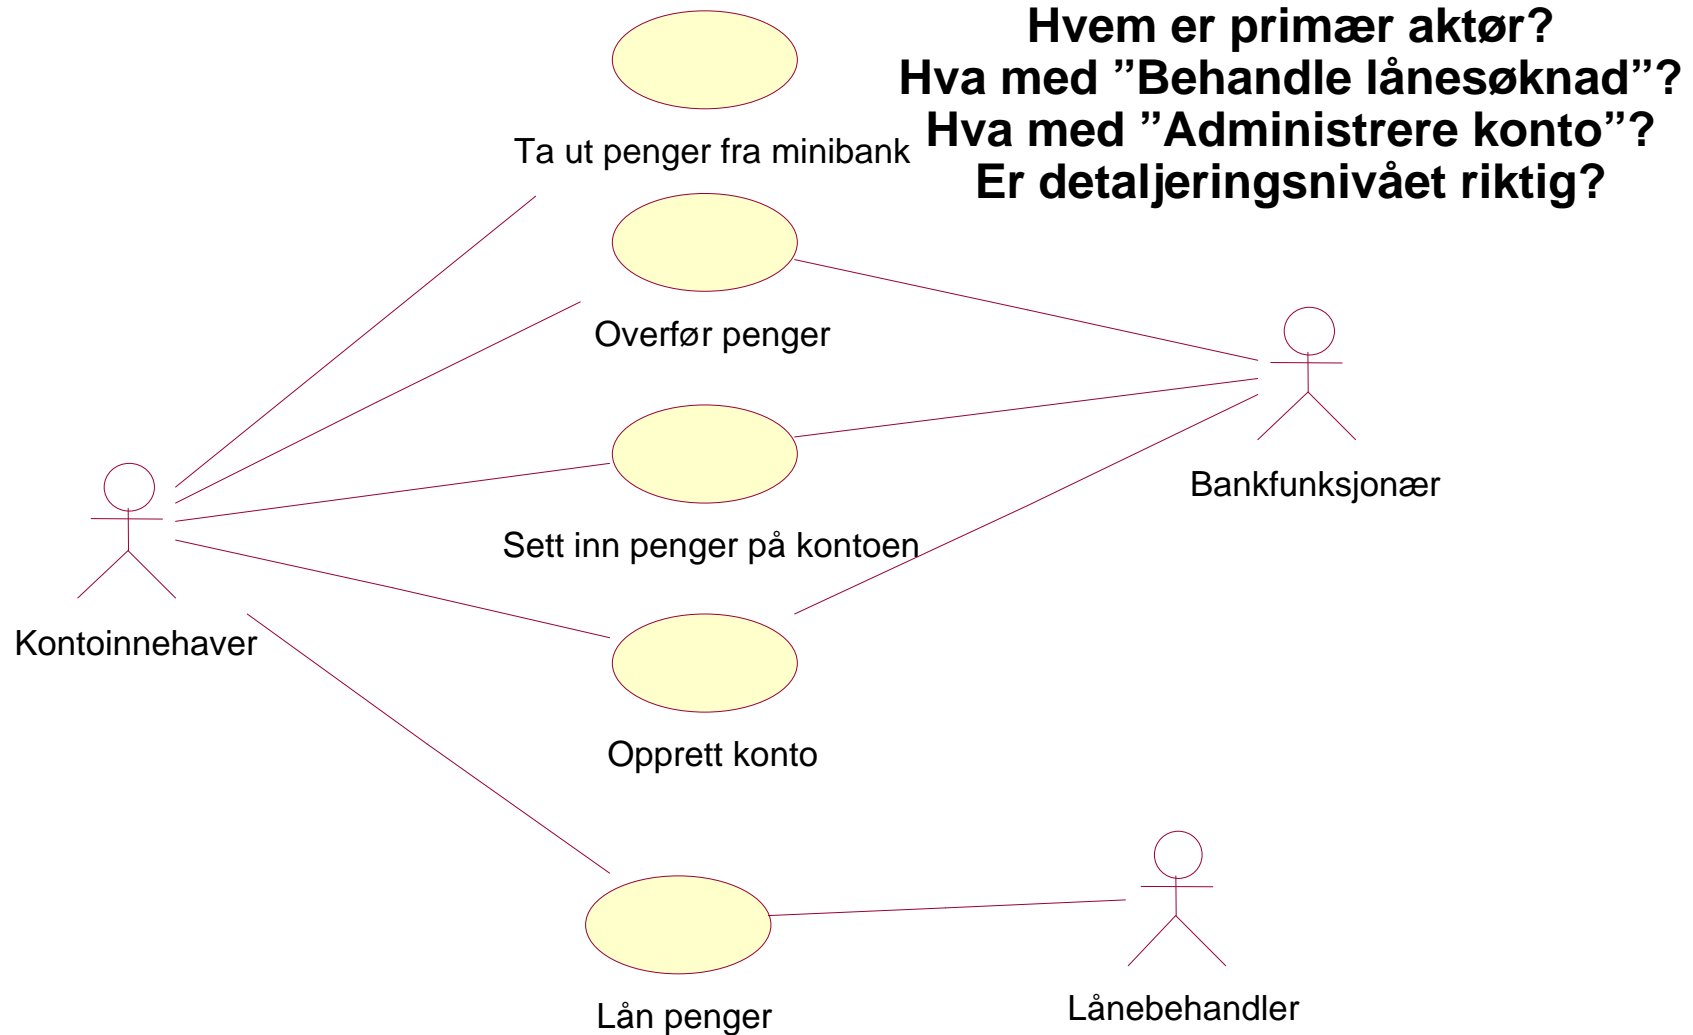 Hvem er primær aktør?
Hva med ”Behandle lånesøknad”?
Hva med ”Administrere konto”?
Er detaljeringsnivået riktig?
Ta ut penger fra minibank
Overfør penger
Bankfunksjonær
Sett inn penger på kontoen
Kontoinnehaver
Opprett konto
Lånebehandler
Lån penger